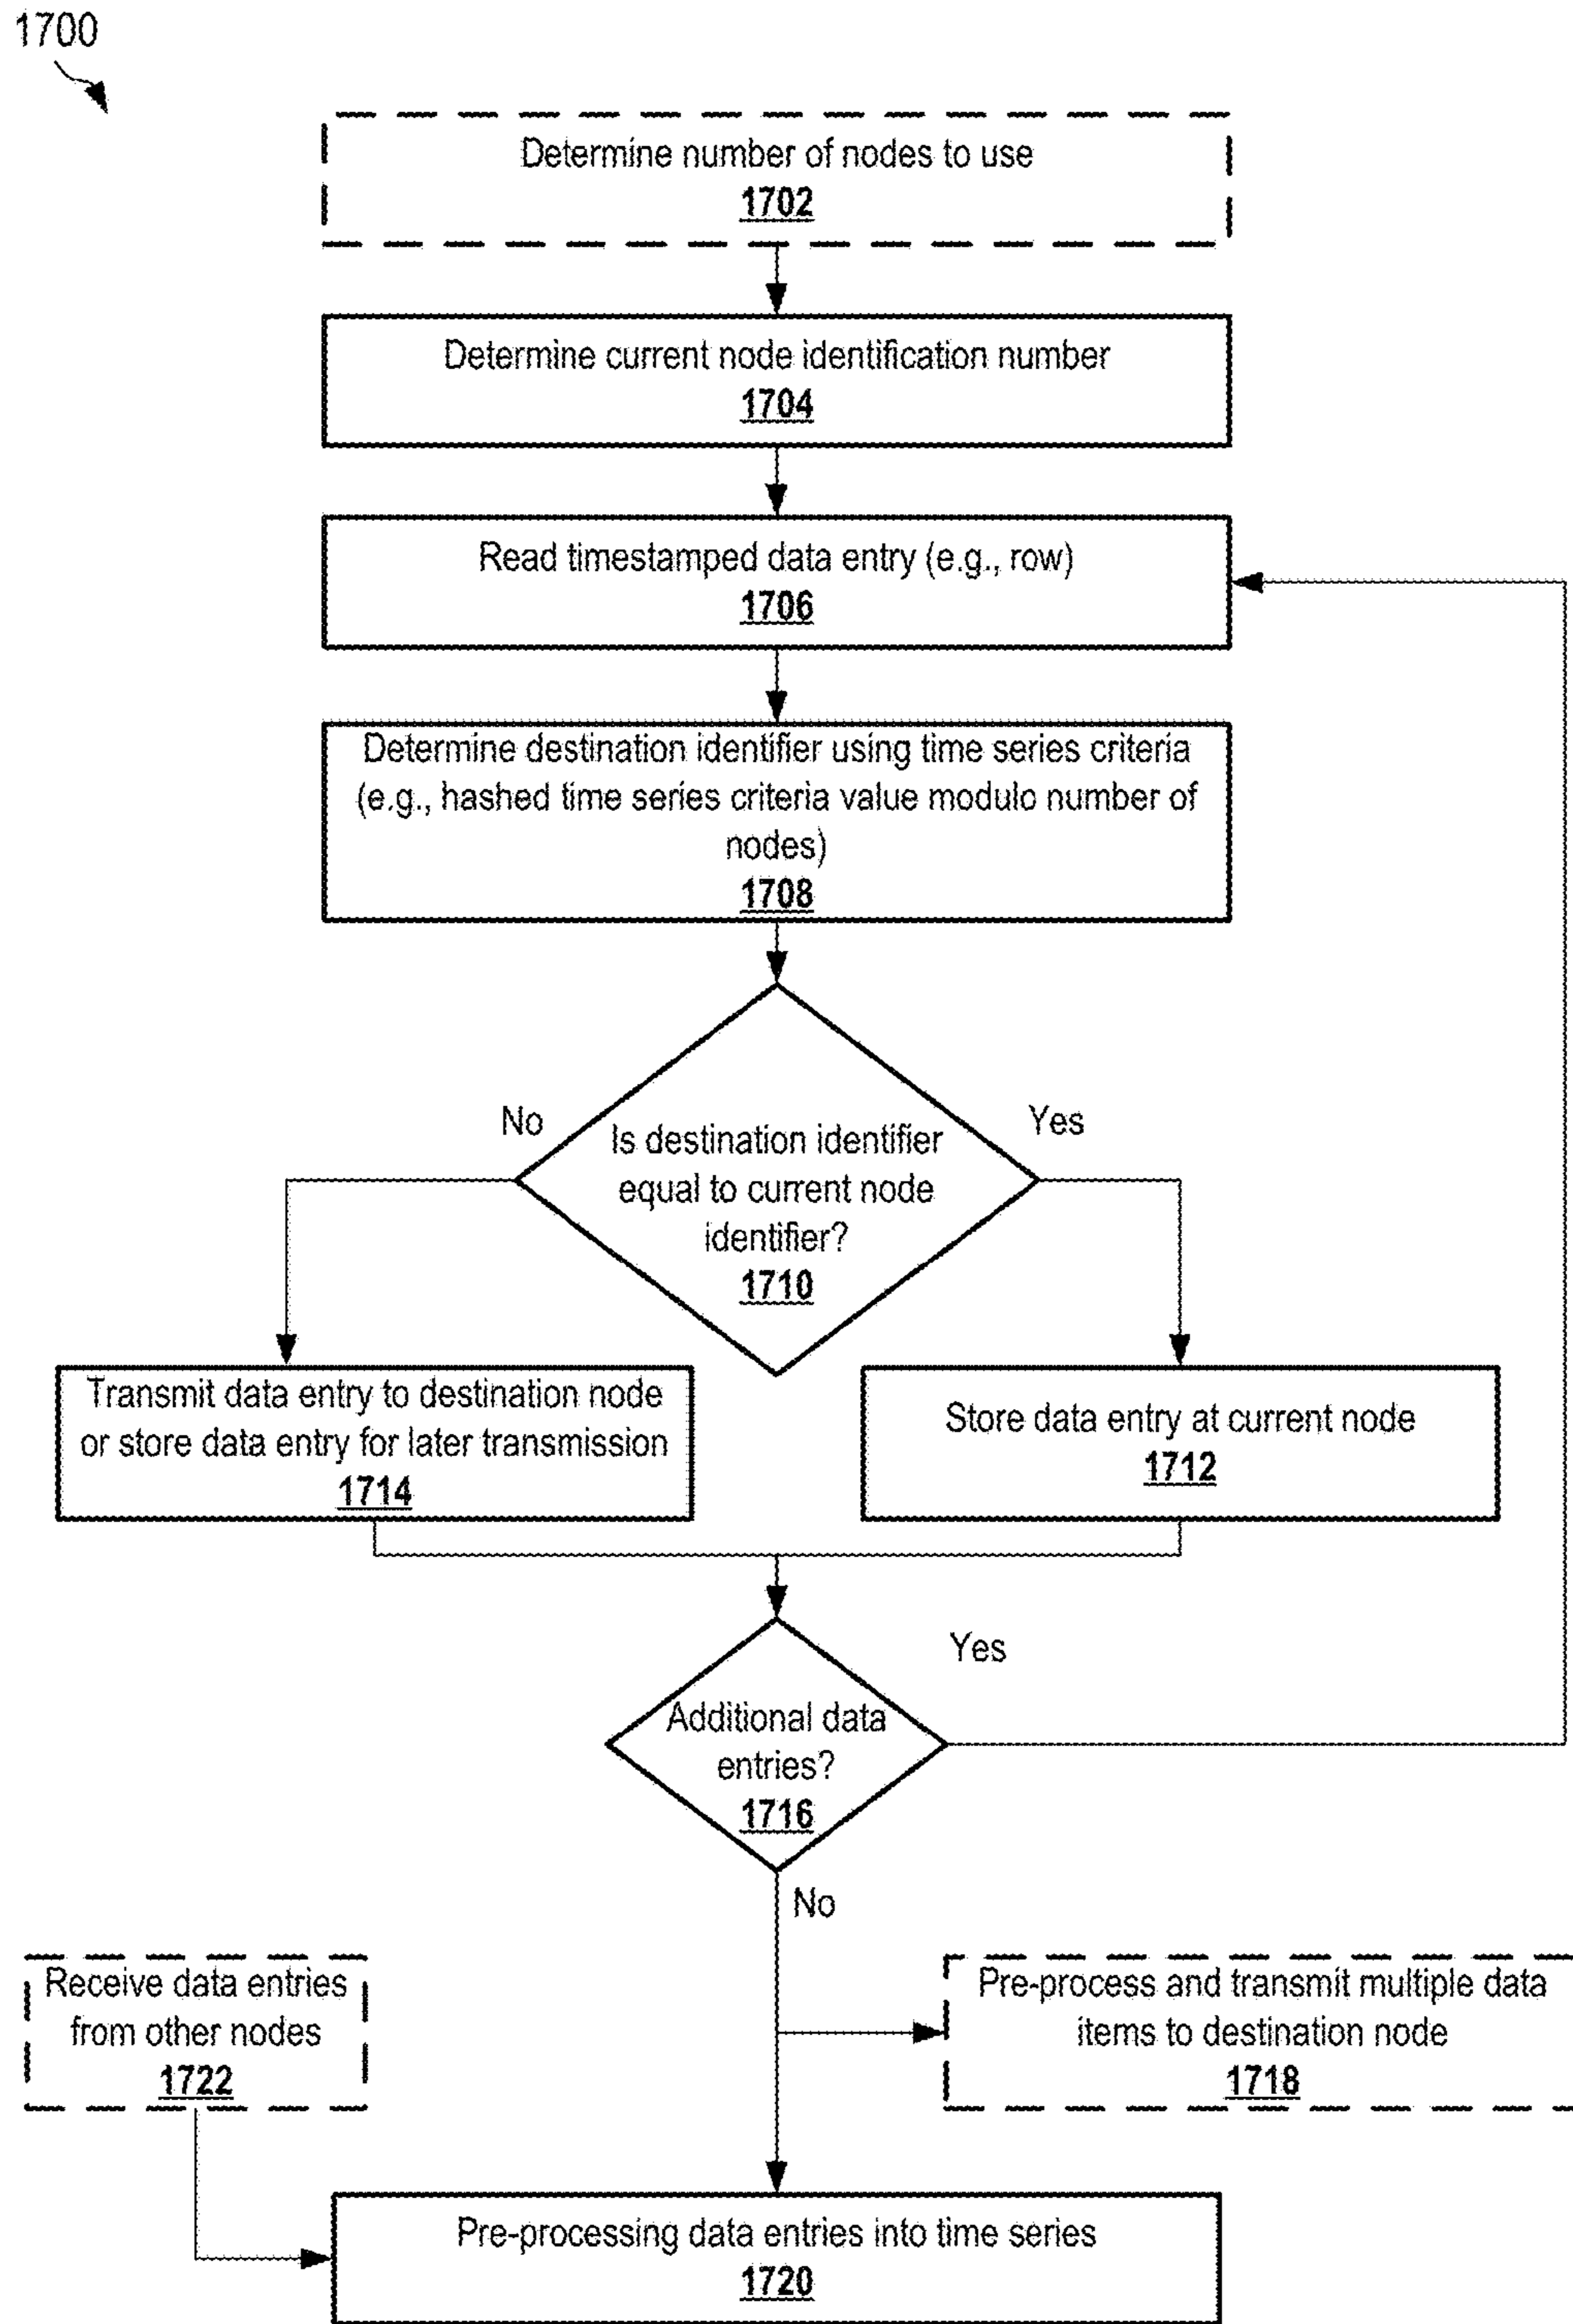 1700
Determine number of nodes to use
1702
Determine current node identification number
1704
Read timestamped data entry (e.g., row)
1706
Determine destination identifier using time series criteria
(e.g., hashed time series criteria value modulo number of
nodes)
1708
No
Yes
Is destination identifier
equal to current node
identifier?
1710
Transmit data entry to destination node
or store data entry for later transmission
1714
Store data entry at current node
1712
Yes
Additional data
entries?
1716
No
Receive data entries
from other nodes
1722
Pre-process and transmit multiple data
items to destination node
1718
Pre-processing data entries into time series
1720